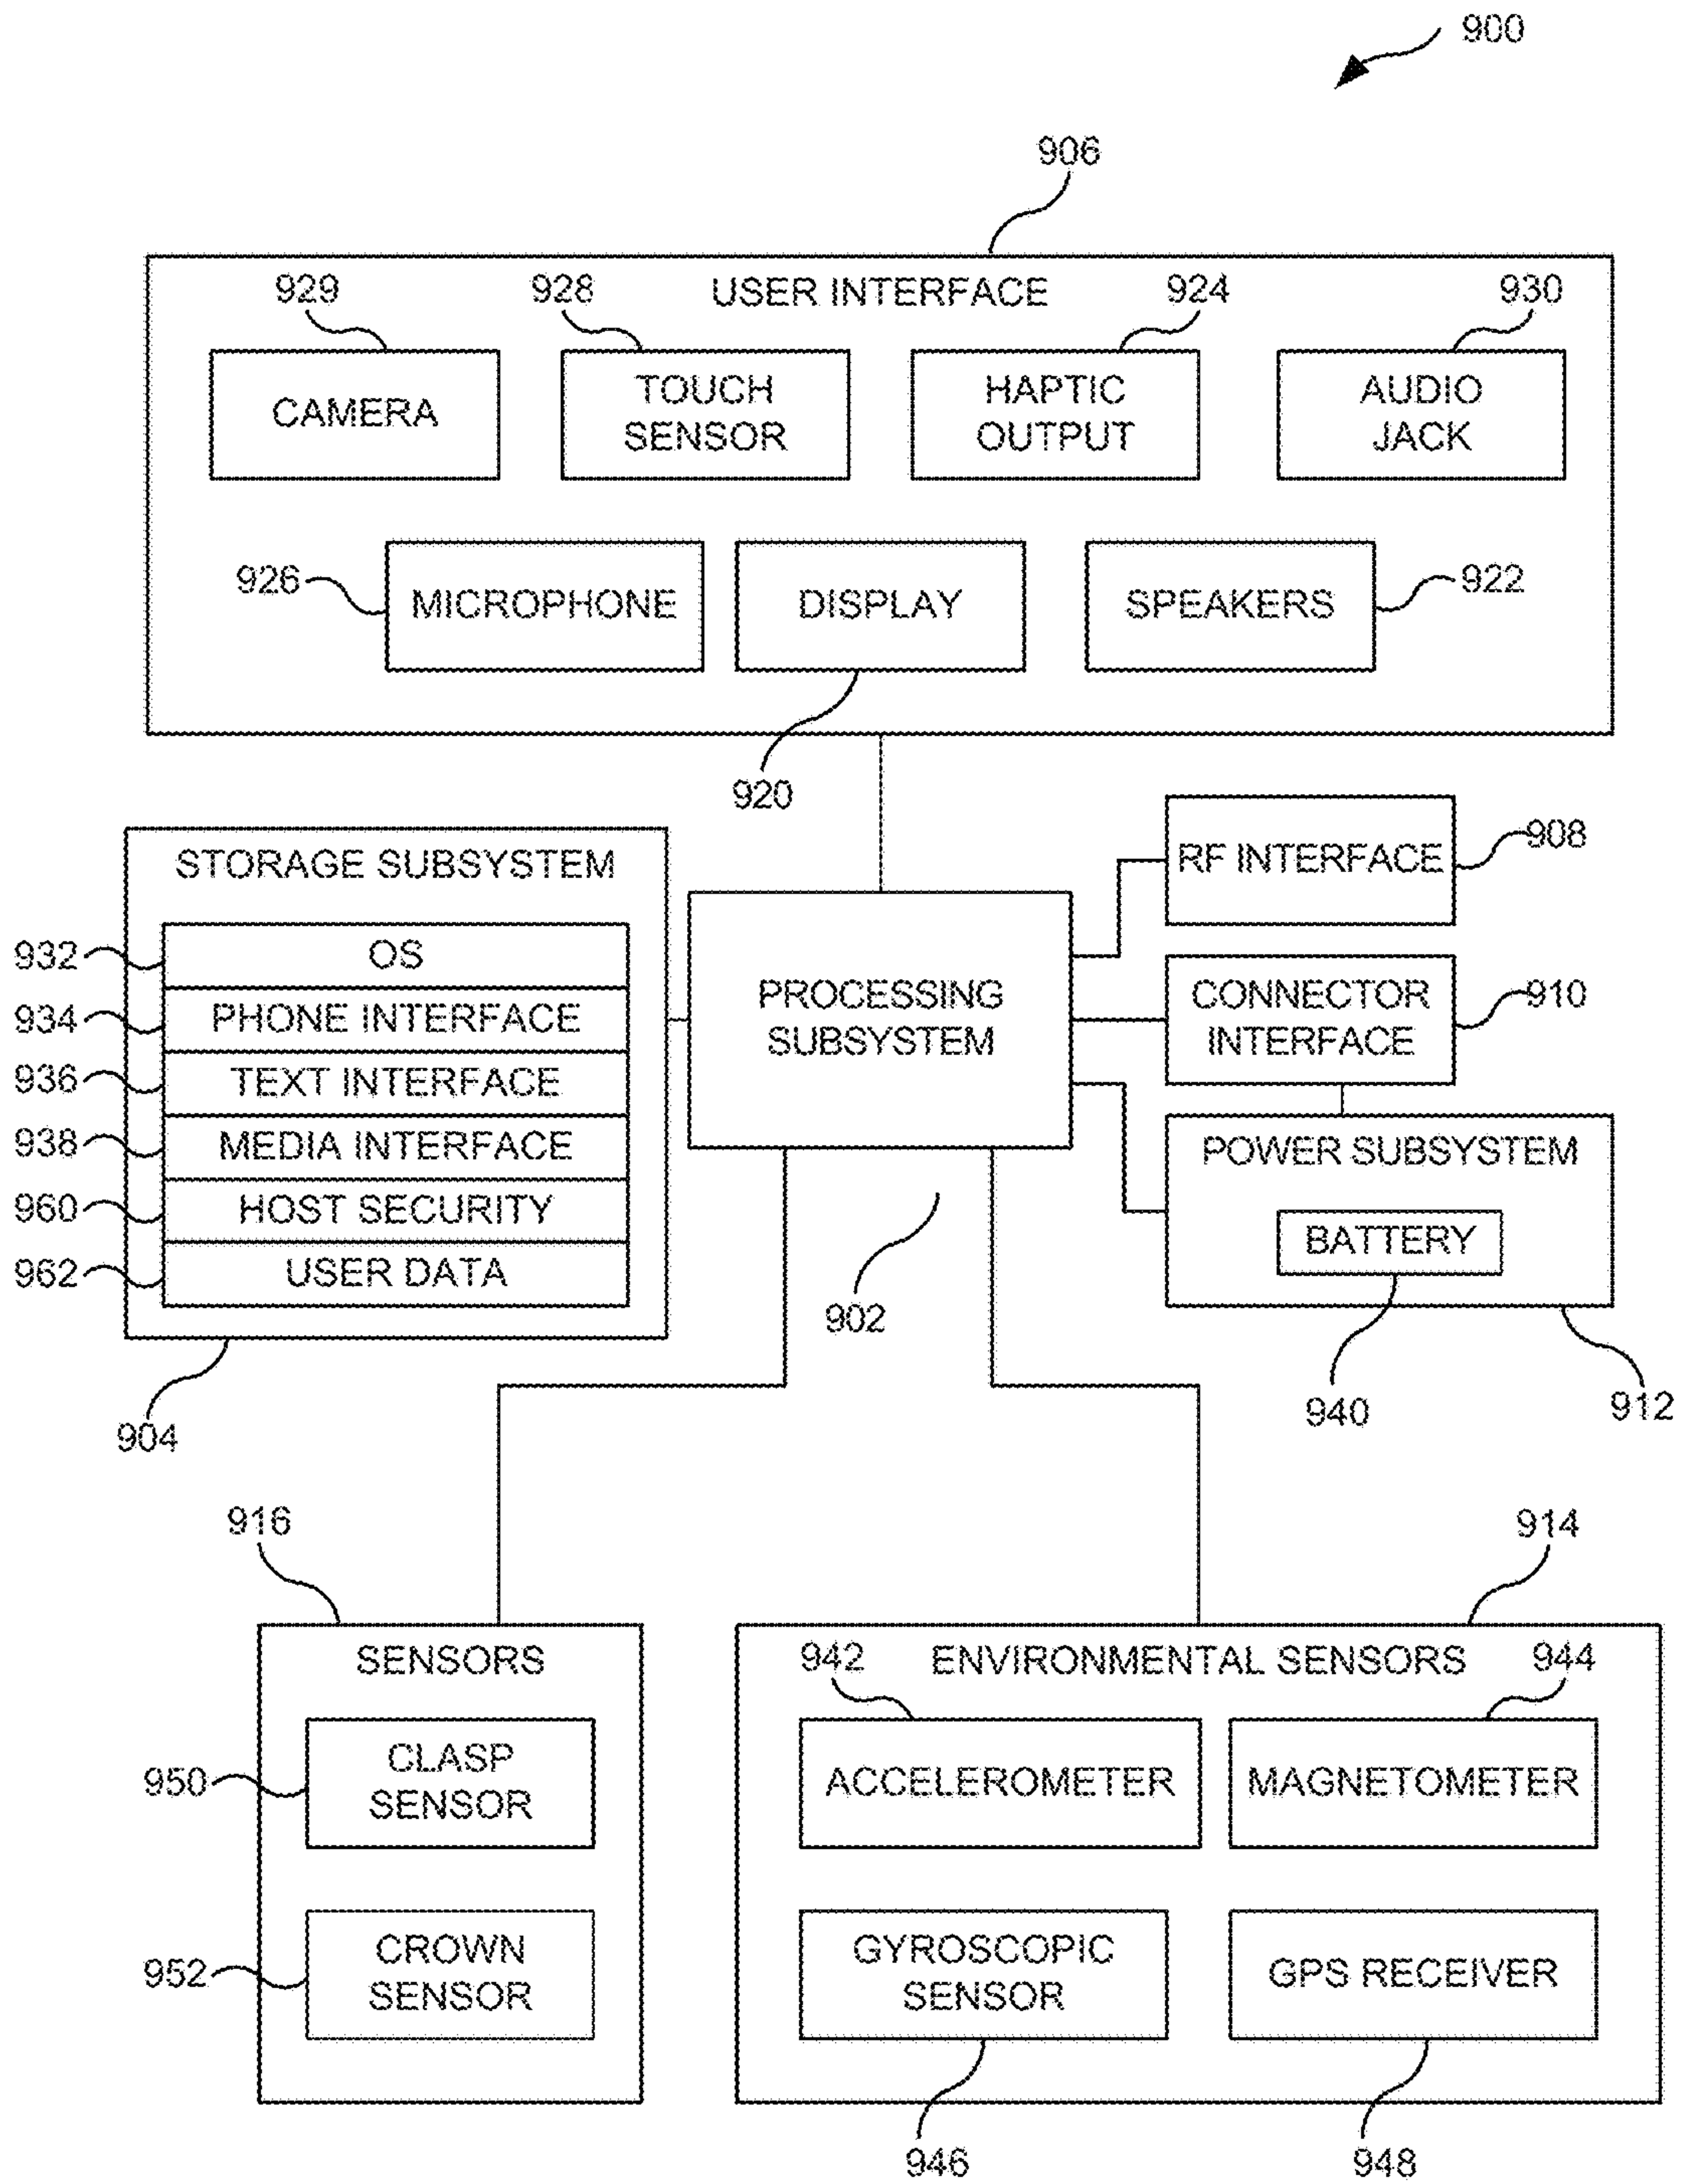 900
906
929
928
USER INTERFACE
924
930
CAMERA
TOUCH
SENSOR
HAPTIC
OUTPUT
AUDIO
JACK
926
MICROPHONE
DISPLAY
SPEAKERS
922
920
STORAGE SUBSYSTEM
932
OS
934
PHONE INTERFACE
936
TEXT INTERFACE
938
MEDIA INTERFACE
960
HOST SECURITY
962
USER DATA
904
PROCESSING
SUBSYSTEM
902
RF INTERFACE
908
CONNECTOR
INTERFACE
910
POWER SUBSYSTEM
BATTERY
940
912
916
SENSORS
950
CLASP
SENSOR
952
CROWN
SENSOR
914
942
ENVIRONMENTAL SENSORS
944
ACCELEROMETER
MAGNETOMETER
GYROSCOPIC
SENSOR
GPS RECEIVER
946
948